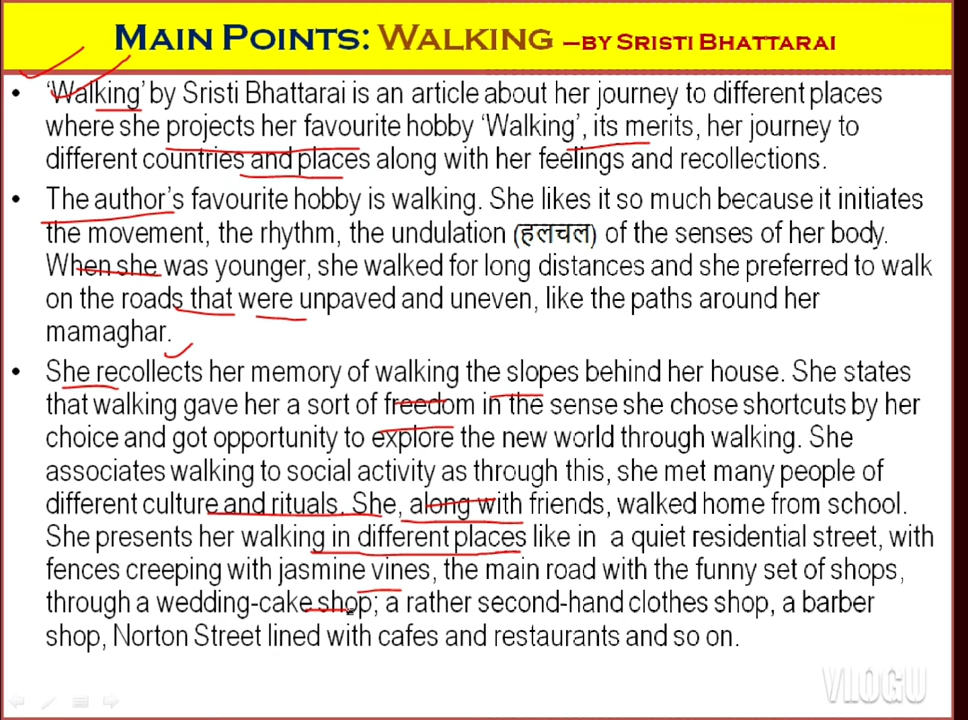 MAIN POINTS: WALKING –BY SRISTI BHATTARAI
• 'Walking' by Sristi Bhattarai is an article about her journey to different places
where she projects her favourite hobby 'Walking', its merits, her journey to
different countries and places along with her feelings and recollections.
• The author's favourite hobby is walking. She likes it so much because it initiates
the movement, the rhythm, the undulation (हलचल) of the senses of her body.
When she was younger, she walked for long distances and she preferred to walk
on the roads that were unpaved and uneven, like the paths around her
mamaghar.
• She recollects her memory of walking the slopes behind her house. She states
that walking gave her a sort of freedom in the sense she chose shortcuts by her
choice and got opportunity to explore the new world through walking. She
associates walking to social activity as through this, she met many people of
different culture and rituals. She, along with friends, walked home from school.
She presents her walking in different places like in a quiet residential street, with
fences creeping with jasmine vines, the main road with the funny set of shops,
through a wedding-cake shop; a rather second-hand clothes shop, a barber
shop, Norton Street lined with cafes and restaurants and so on.
VLOGU